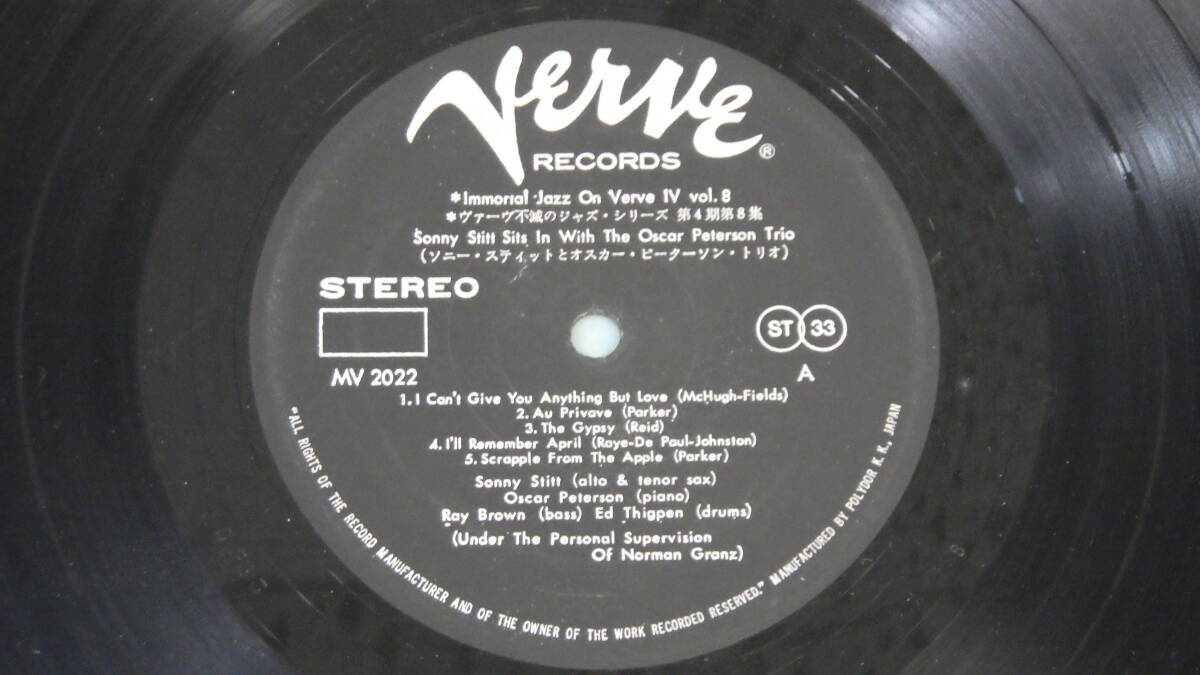 Verve ®
RECORDS
*Immortal Jazz On Verve IV vol.8
*ヴァーヴ不滅のジャズ・シリーズ 第4期第8集
Sonny Stitt Sits In With The Oscar Peterson Trio
(ソニー・スティットとオスカー・ピーターソン・トリオ)
STEREO
ST 33
MV 2022
A
1. I Can't Give You Anything But Love (McHugh-Fields)
2. Au Privave (Parker)
3. The Gypsy (Reid)
4. I'll Remember April (Raye-De Paul-Johnston)
5. Scrapple From The Apple (Parker)
Sonny Stitt (alto & tenor sax)
Oscar Peterson (piano)
Ray Brown (bass) Ed Thigpen (drums)
(Under The Personal Supervision
Of Norman Granz)
"ALL RIGHTS OF THE RECORD MANUFACTURER AND OF THE OWNER OF THE WORK RECORDED RESERVED." MANUFACTURED BY POLYDOR K.K., JAPAN